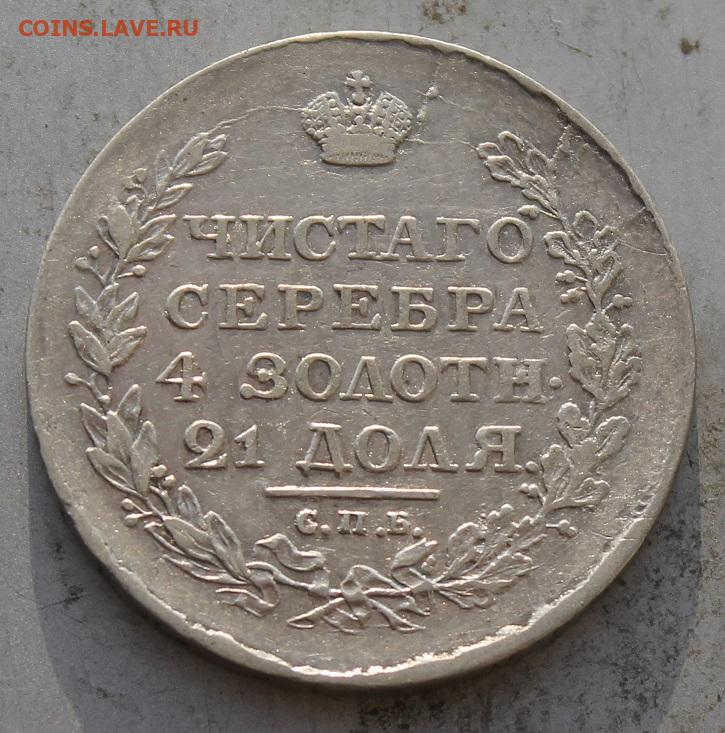 COINS.LAVE.RU
ЧИСТАГО
СЕРЕБРА
4 ЗОЛОТН.
21 ДОЛЯ.
С.П.Б.